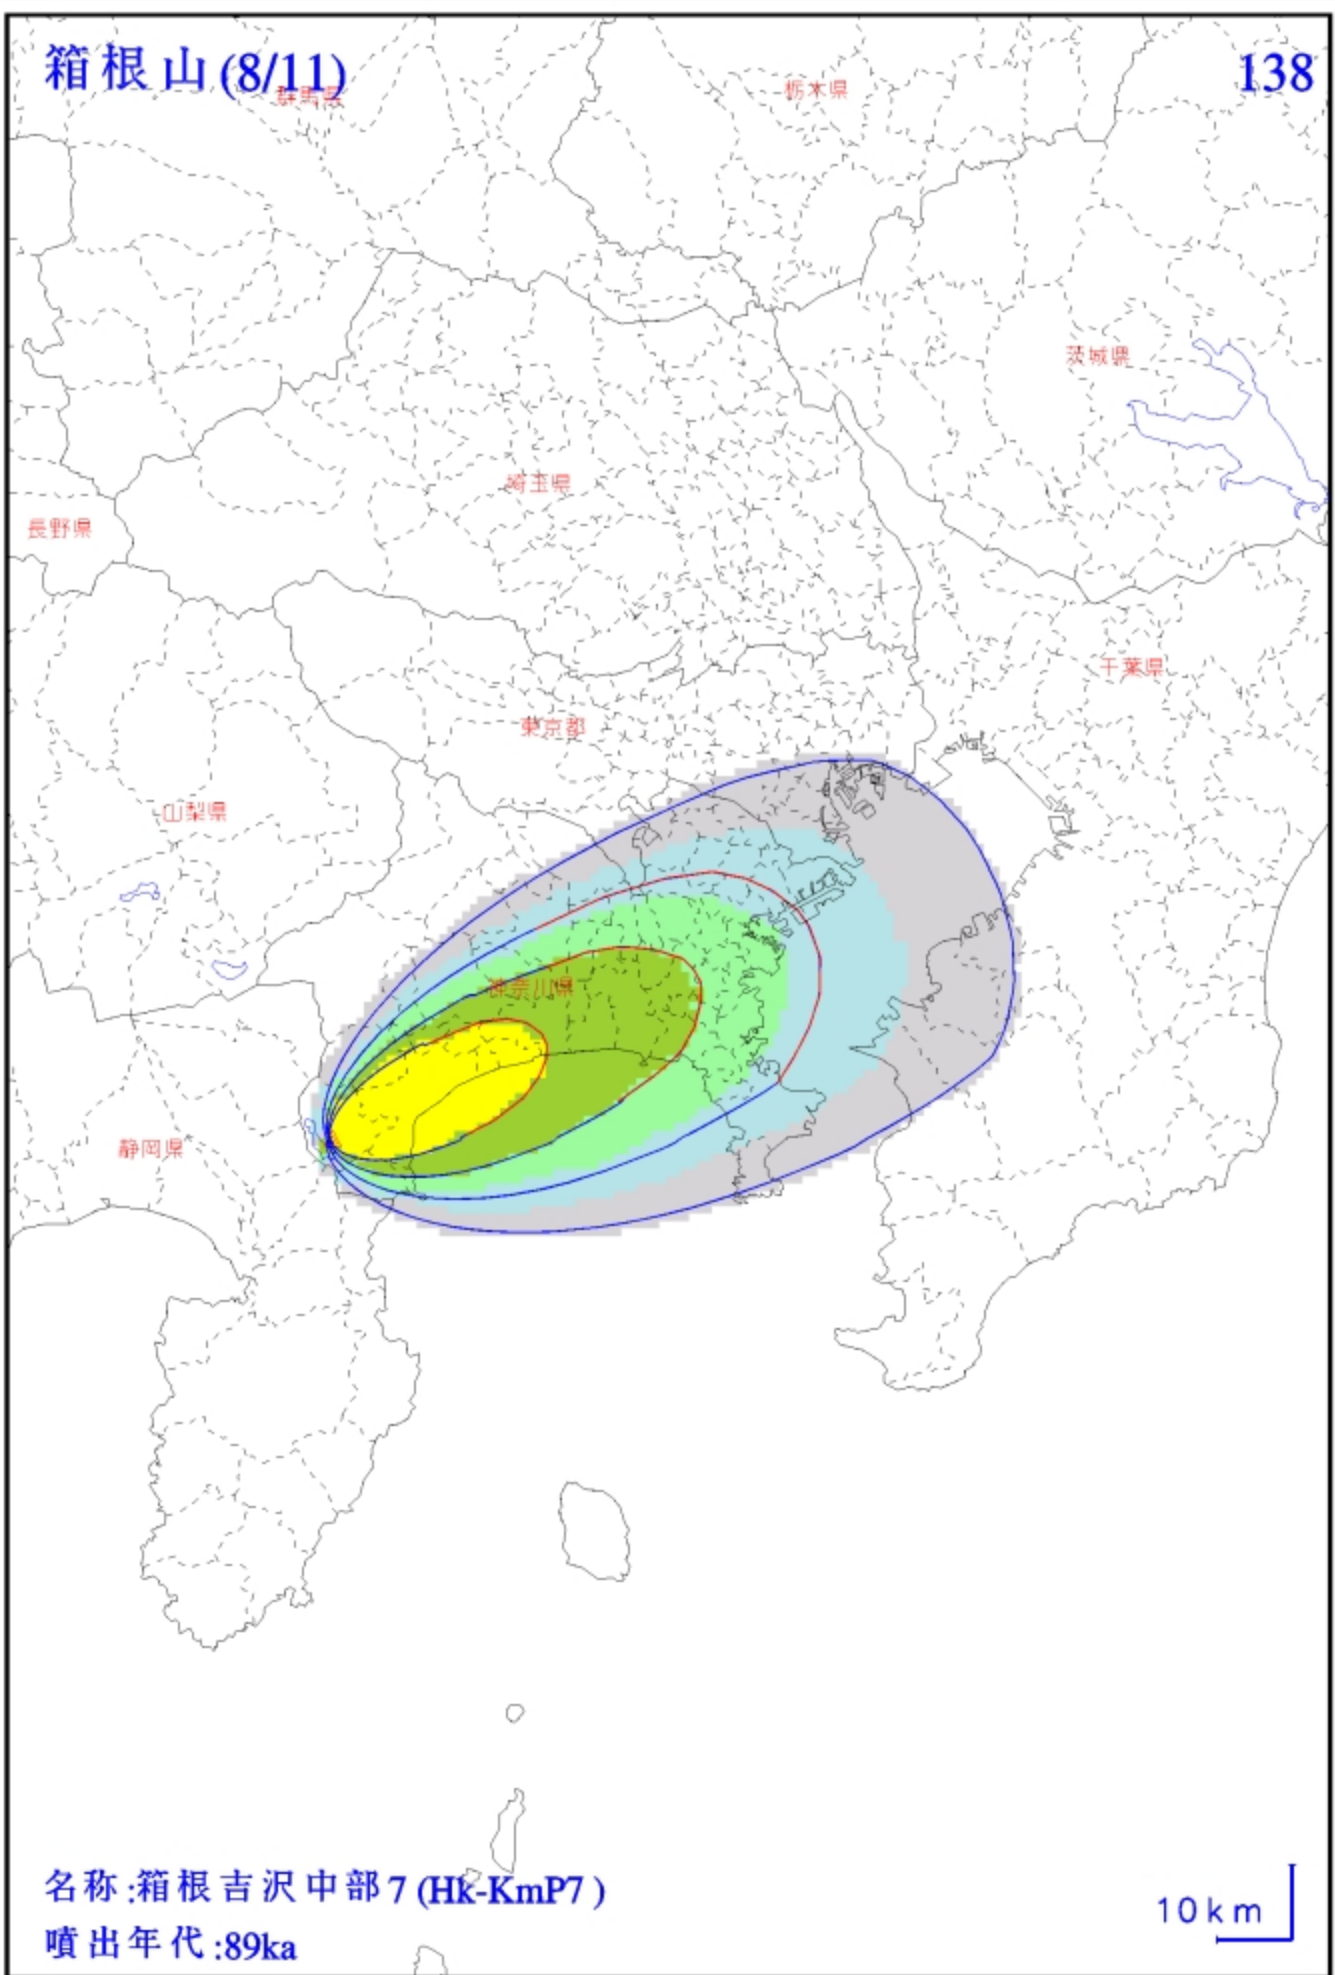 箱根山(8/11)
138
群馬県
栃木県
茨城県
埼玉県
長野県
千葉県
東京都
山梨県
神奈川県
静岡県
名称:箱根吉沢中部7(Hk-KmP7)
噴出年代:89ka
10km